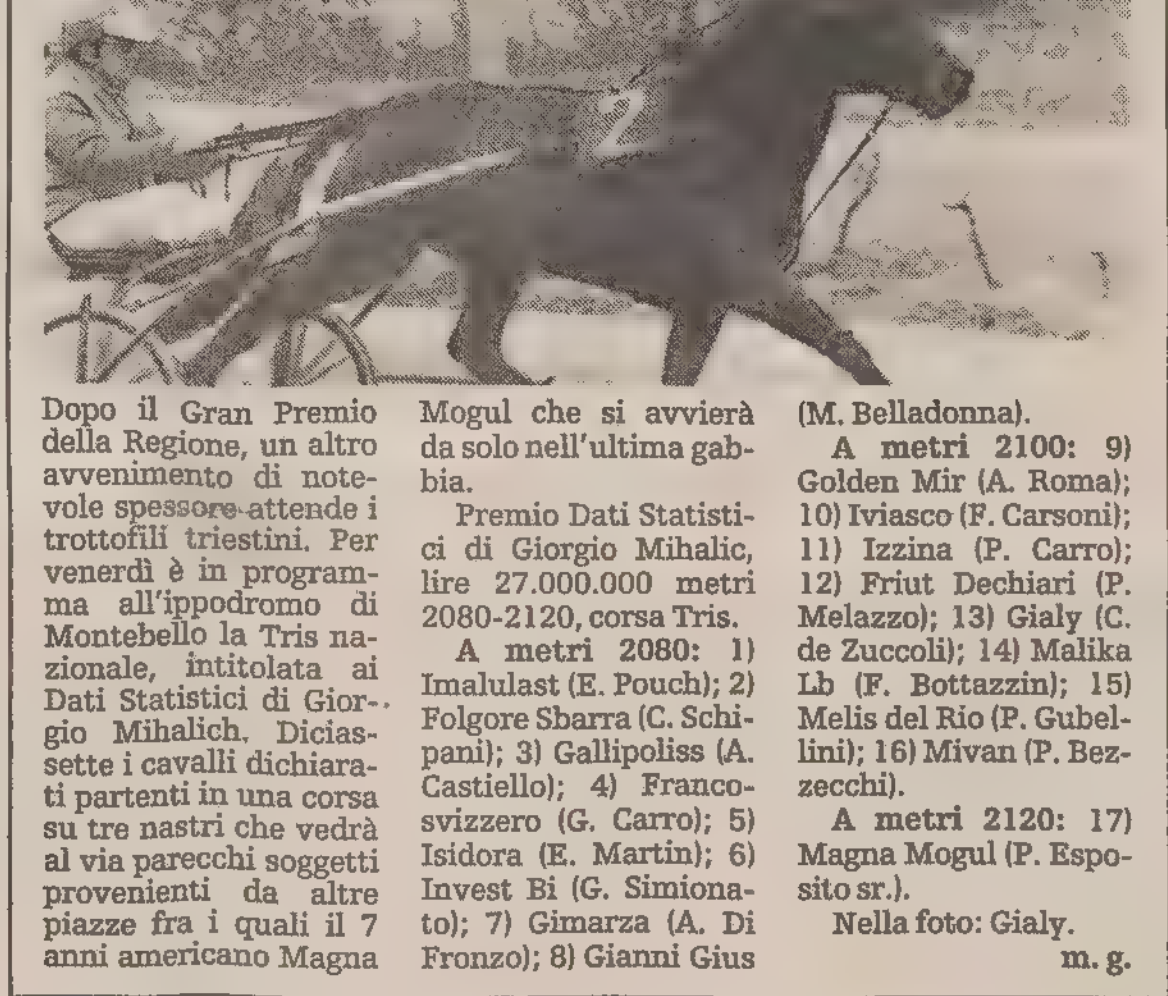 2
Dopo il Gran Premio
della Regione, un altro
avvenimento di note-
vole spessore attende i
trottofili triestini. Per
venerdì è in program-
ma all'ippodromo di
Montebello la Tris na-
zionale, intitolata ai
Dati Statistici di Gior-
gio Mihalich. Dicias-
sette i cavalli dichiara-
ti partenti in una corsa
su tre nastri che vedrà
al via parecchi soggetti
provenienti da altre
piazze fra i quali il 7
anni americano Magna
Mogul che si avvierà
da solo nell'ultima gab-
bia.
Premio Dati Statisti-
ci di Giorgio Mihalic,
lire 27.000.000 metri
2080-2120, corsa Tris.
A metri 2080: 1)
Imalulast (E. Pouch); 2)
Folgore Sbarra (C. Schi-
pani); 3) Gallipoliss (A.
Castiello); 4) Franco-
svizzero (G. Carro); 5)
Isidora (E. Martin); 6)
Invest Bi (G. Simiona-
to); 7) Gimarza (A. Di
Fronzo); 8) Gianni Gius
(M. Belladonna).
A metri 2100: 9)
Golden Mir (A. Roma);
10) Iviasco (F. Carsoni);
11) Izzina (P. Carro);
12) Friut Dechiari (P.
Melazzo); 13) Gialy (C.
de Zuccoli); 14) Malika
Lb (F. Bottazzin); 15)
Melis del Rio (P. Gubel-
lini); 16) Mivan (P. Bez-
zecchi).
A metri 2120: 17)
Magna Mogul (P. Espo-
sito sr.).
Nella foto: Gialy.
m. g.